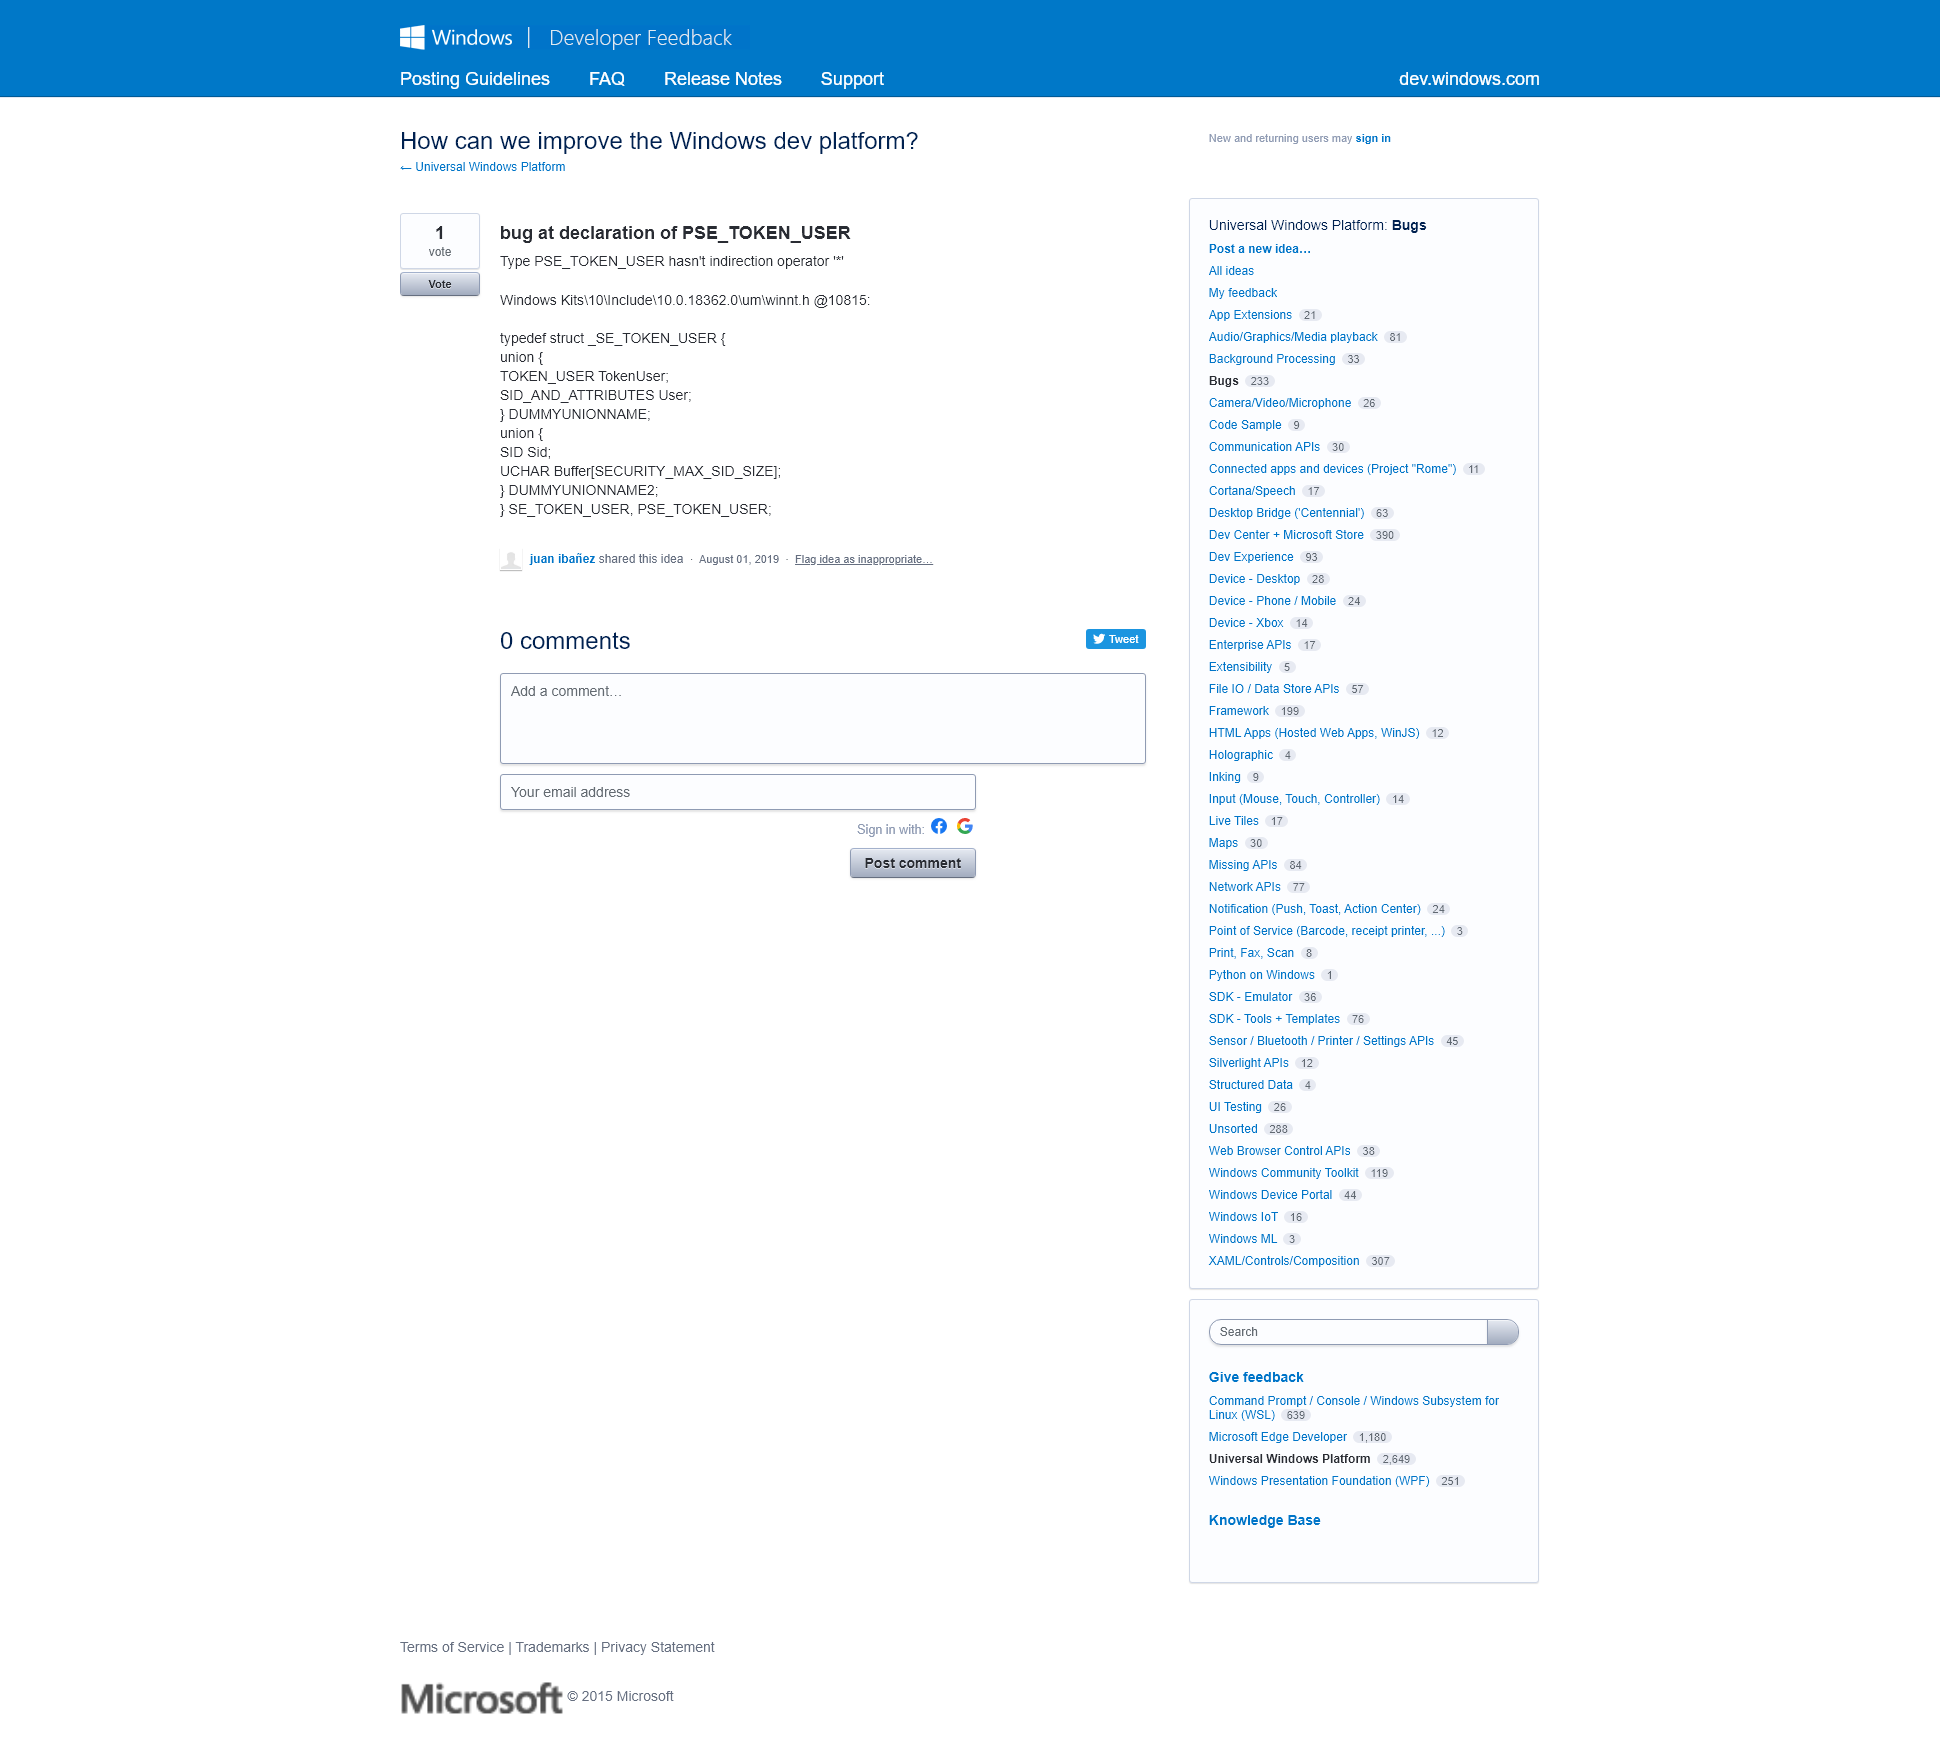 Windows | Developer Feedback
Posting Guidelines FAQ Release Notes Support dev.windows.com
How can we improve the Windows dev platform?
← Universal Windows Platform
New and returning users may sign in
1
vote
Vote
bug at declaration of PSE_TOKEN_USER
Type PSE_TOKEN_USER hasn't indirection operator '*'
Windows Kits\10\Include\10.0.18362.0\um\winnt.h @10815:
typedef struct _SE_TOKEN_USER {
union {
TOKEN_USER TokenUser;
SID_AND_ATTRIBUTES User;
} DUMMYUNIONNAME;
union {
SID Sid;
UCHAR Buffer[SECURITY_MAX_SID_SIZE];
} DUMMYUNIONNAME2;
} SE_TOKEN_USER, PSE_TOKEN_USER;
juan ibañez shared this idea · August 01, 2019 · Flag idea as inappropriate…
0 comments
Tweet
Add a comment…
Your email address
Sign in with:
Post comment
Universal Windows Platform: Bugs
Post a new idea…
All ideas
My feedback
App Extensions 21
Audio/Graphics/Media playback 81
Background Processing 33
Bugs 233
Camera/Video/Microphone 26
Code Sample 9
Communication APIs 30
Connected apps and devices (Project "Rome") 11
Cortana/Speech 17
Desktop Bridge ('Centennial') 63
Dev Center + Microsoft Store 390
Dev Experience 93
Device - Desktop 28
Device - Phone / Mobile 24
Device - Xbox 14
Enterprise APIs 17
Extensibility 5
File IO / Data Store APIs 57
Framework 199
HTML Apps (Hosted Web Apps, WinJS) 12
Holographic 4
Inking 9
Input (Mouse, Touch, Controller) 14
Live Tiles 17
Maps 30
Missing APIs 84
Network APIs 77
Notification (Push, Toast, Action Center) 24
Point of Service (Barcode, receipt printer, ...) 3
Print, Fax, Scan 8
Python on Windows 1
SDK - Emulator 36
SDK - Tools + Templates 76
Sensor / Bluetooth / Printer / Settings APIs 45
Silverlight APIs 12
Structured Data 4
UI Testing 26
Unsorted 288
Web Browser Control APIs 38
Windows Community Toolkit 119
Windows Device Portal 44
Windows IoT 16
Windows ML 3
XAML/Controls/Composition 307
Search
Give feedback
Command Prompt / Console / Windows Subsystem for
Linux (WSL) 639
Microsoft Edge Developer 1,180
Universal Windows Platform 2,649
Windows Presentation Foundation (WPF) 251
Knowledge Base
Terms of Service | Trademarks | Privacy Statement
Microsoft © 2015 Microsoft